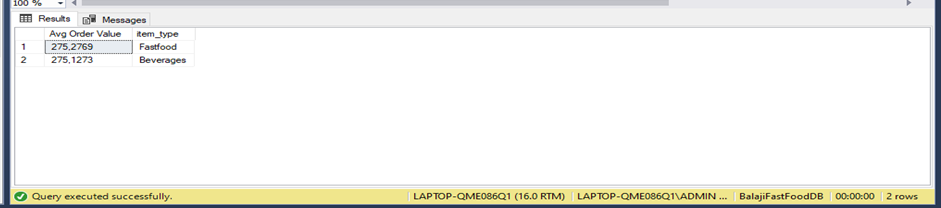 100 %
Results Messages
Avg Order Value item_type
1 275,2769 Fastfood
2 275,1273 Beverages
Query executed successfully. LAPTOP-QME086Q1 (16.0 RTM) LAPTOP-QME086Q1\ADMIN ... BalajiFastFoodDB 00:00:00 2 rows